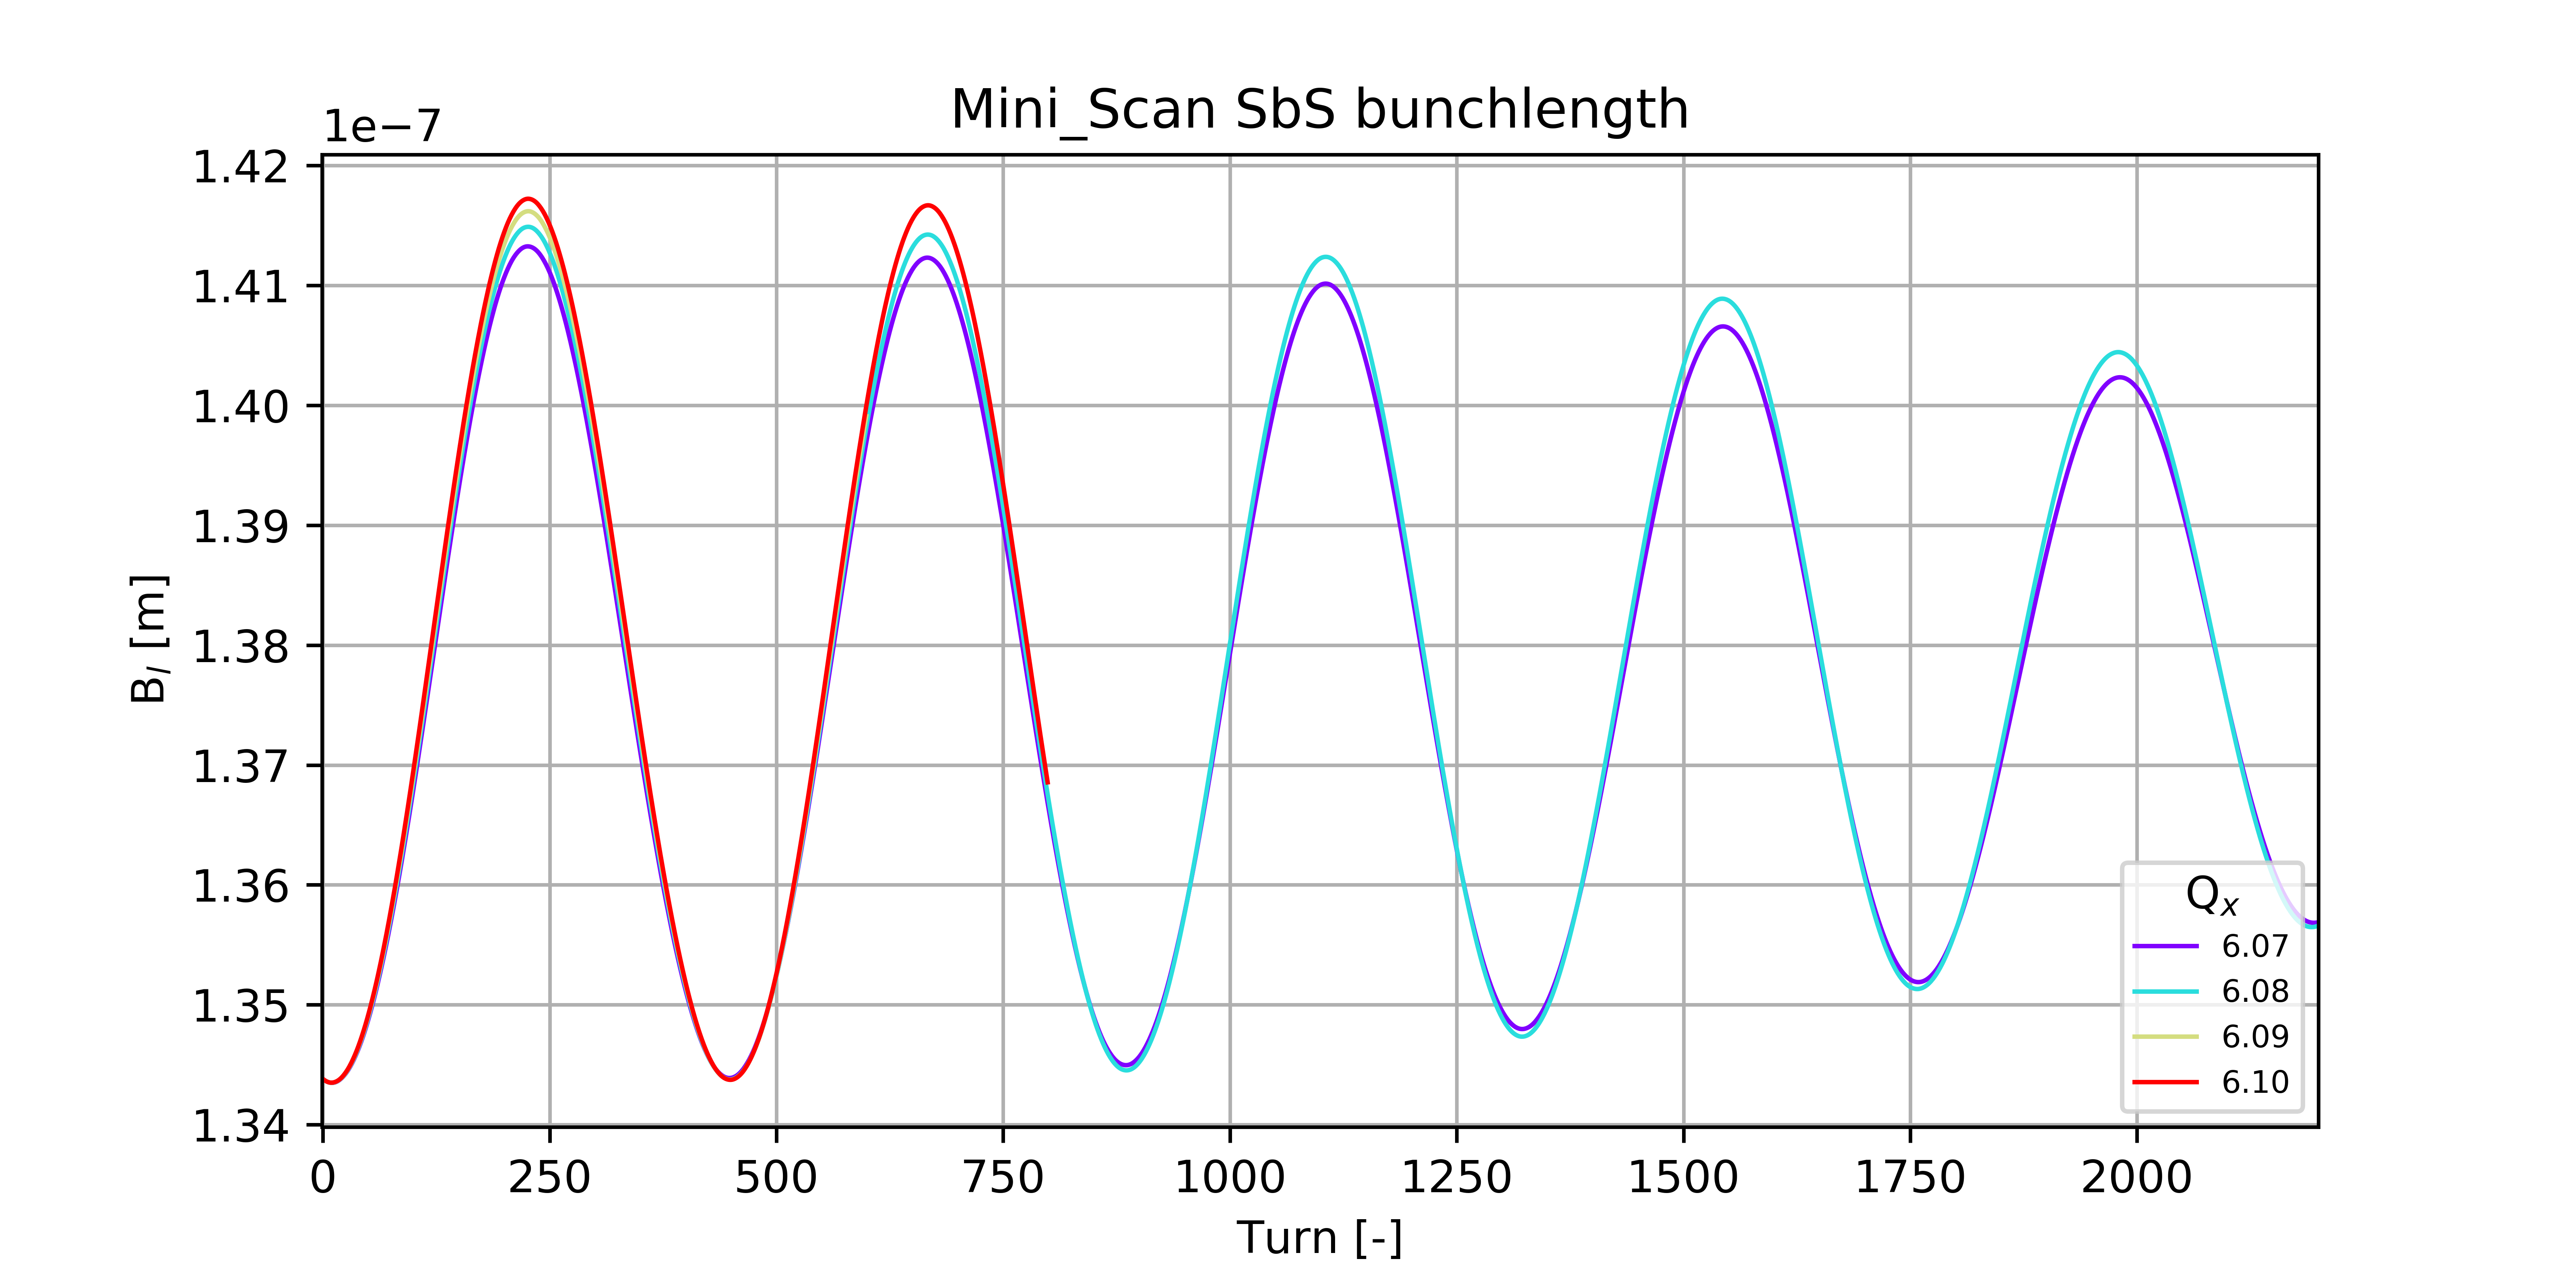 Mini_Scan SbS bunchlength
1e−7
1.42
1.41
1.40
1.39
1.38
1.37
1.36
1.35
1.34
B_l [m]
0 250 500 750 1000 1250 1500 1750 2000
Turn [-]
Q_x
6.07
6.08
6.09
6.10